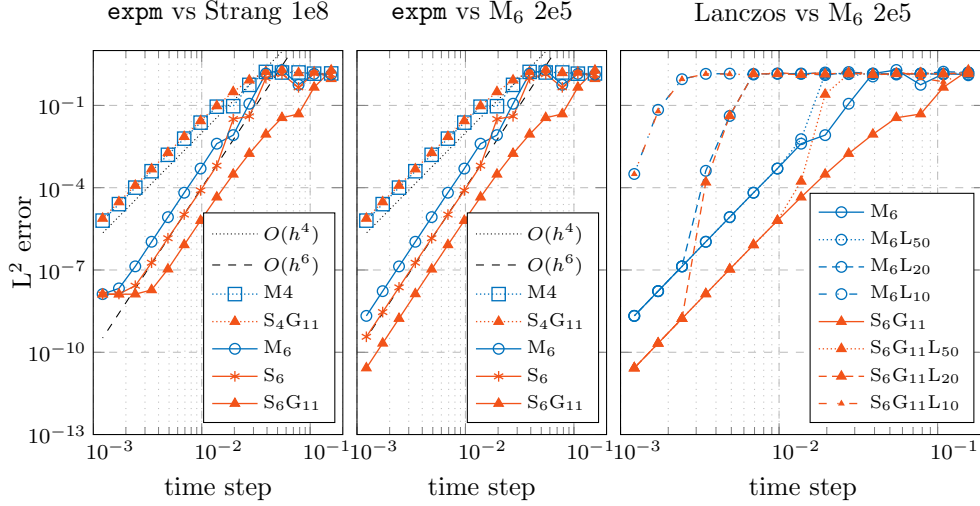 expm vs Strang 1e8
expm vs M₆ 2e5
Lanczos vs M₆ 2e5
L² error
10⁻¹
10⁻⁴
10⁻⁷
10⁻¹⁰
10⁻¹³
O(h⁴)
O(h⁶)
M4
S₄G₁₁
M₆
S₆
S₆G₁₁
10⁻³ 10⁻² 10⁻¹
time step
O(h⁴)
O(h⁶)
M4
S₄G₁₁
M₆
S₆
S₆G₁₁
10⁻³ 10⁻² 10⁻¹
time step
M₆
M₆L₅₀
M₆L₂₀
M₆L₁₀
S₆G₁₁
S₆G₁₁L₅₀
S₆G₁₁L₂₀
S₆G₁₁L₁₀
10⁻³ 10⁻² 10⁻¹
time step